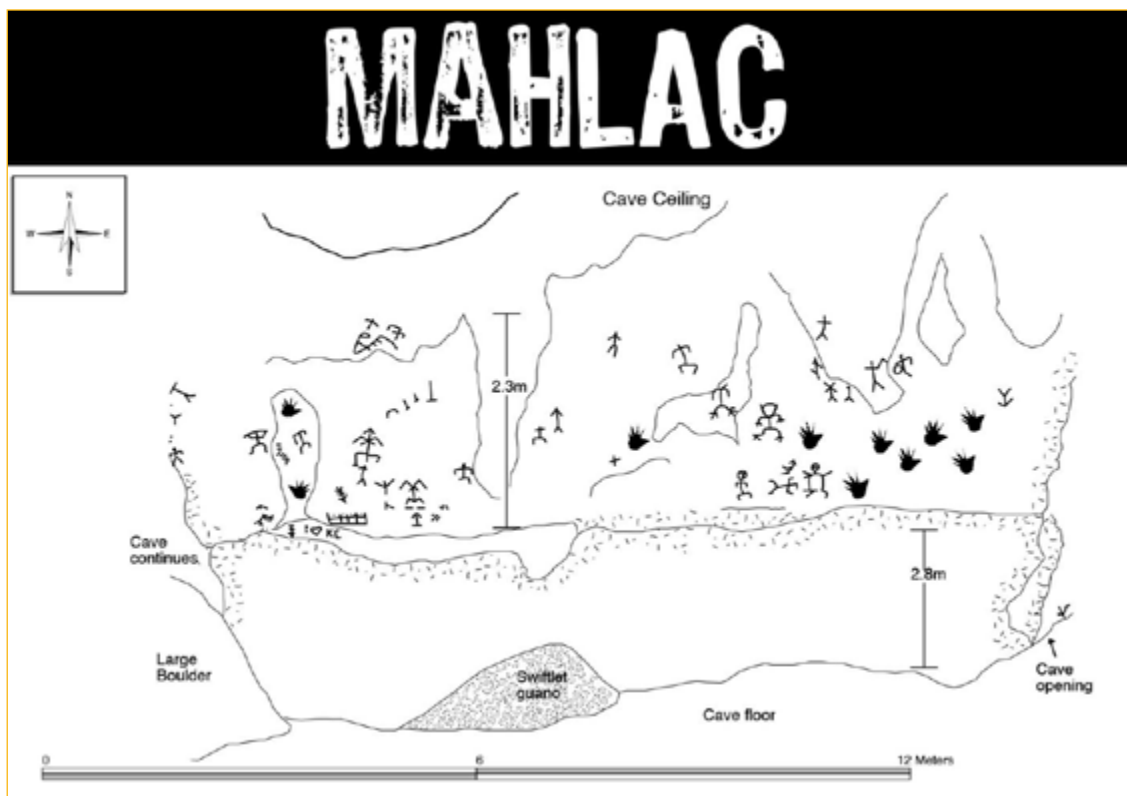 MAHLAC
N
W E
S
Cave Ceiling
2.3m
Cave
continues
2.8m
Large
Boulder
Swiftlet
guano
Cave
opening
Cave floor
0 6 12 Meters